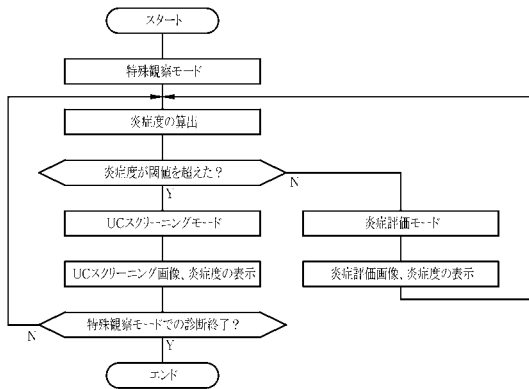 スタート
特殊観察モード
炎症度の算出
炎症度が閾値を超えた?
N
Y
UCスクリーニングモード
炎症評価モード
UCスクリーニング画像、炎症度の表示
炎症評価画像、炎症度の表示
特殊観察モードでの診断終了?
N
Y
エンド